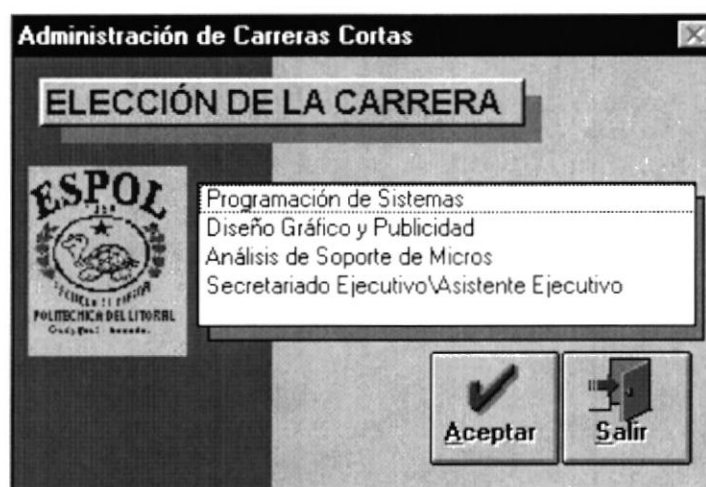 Administración de Carreras Cortas
ELECCIÓN DE LA CARRERA
ESPOL
POLITECNICA DEL LITORAL
Programación de Sistemas
Diseño Gráfico y Publicidad
Análisis de Soporte de Micros
Secretariado Ejecutivo\Asistente Ejecutivo
Aceptar
Salir